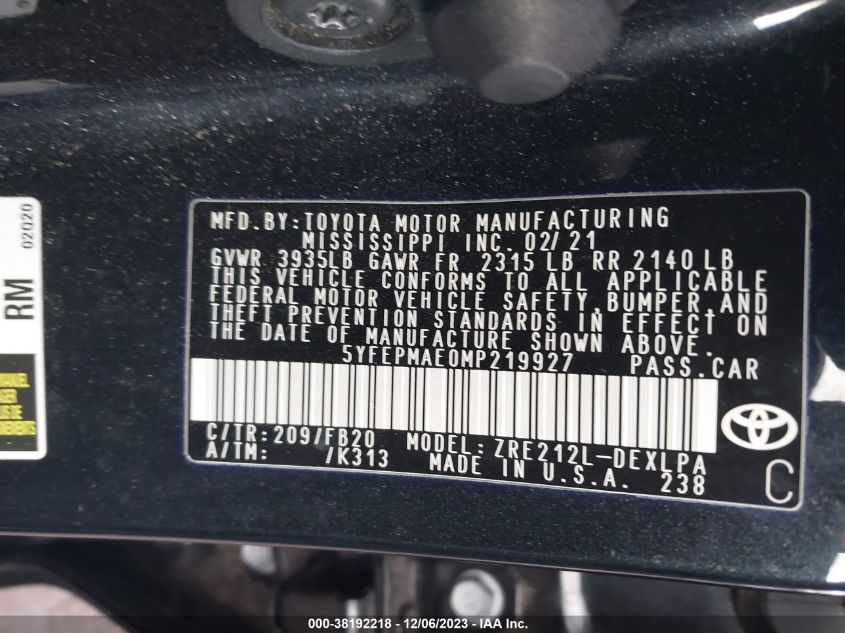 MFD.BY:TOYOTA MOTOR MANUFACTURING
MISSISSIPPI INC. 02/21
GVWR 3935LB GAWR FR 2315 LB RR 2140 LB
THIS VEHICLE CONFORMS TO ALL APPLICABLE
FEDERAL MOTOR VEHICLE SAFETY,BUMPER,AND
THEFT PREVENTION STANDARDS IN EFFECT ON
THE DATE OF MANUFACTURE SHOWN ABOVE.
5YFEPMAE0MP219927 PASS.CAR
C/TR:209/FB20 MODEL:ZRE212L-DEXLPA
A/TM: /K313 MADE IN U.S.A. 238
C
RM
02020
000-38192218 - 12/06/2023 - IAA Inc.